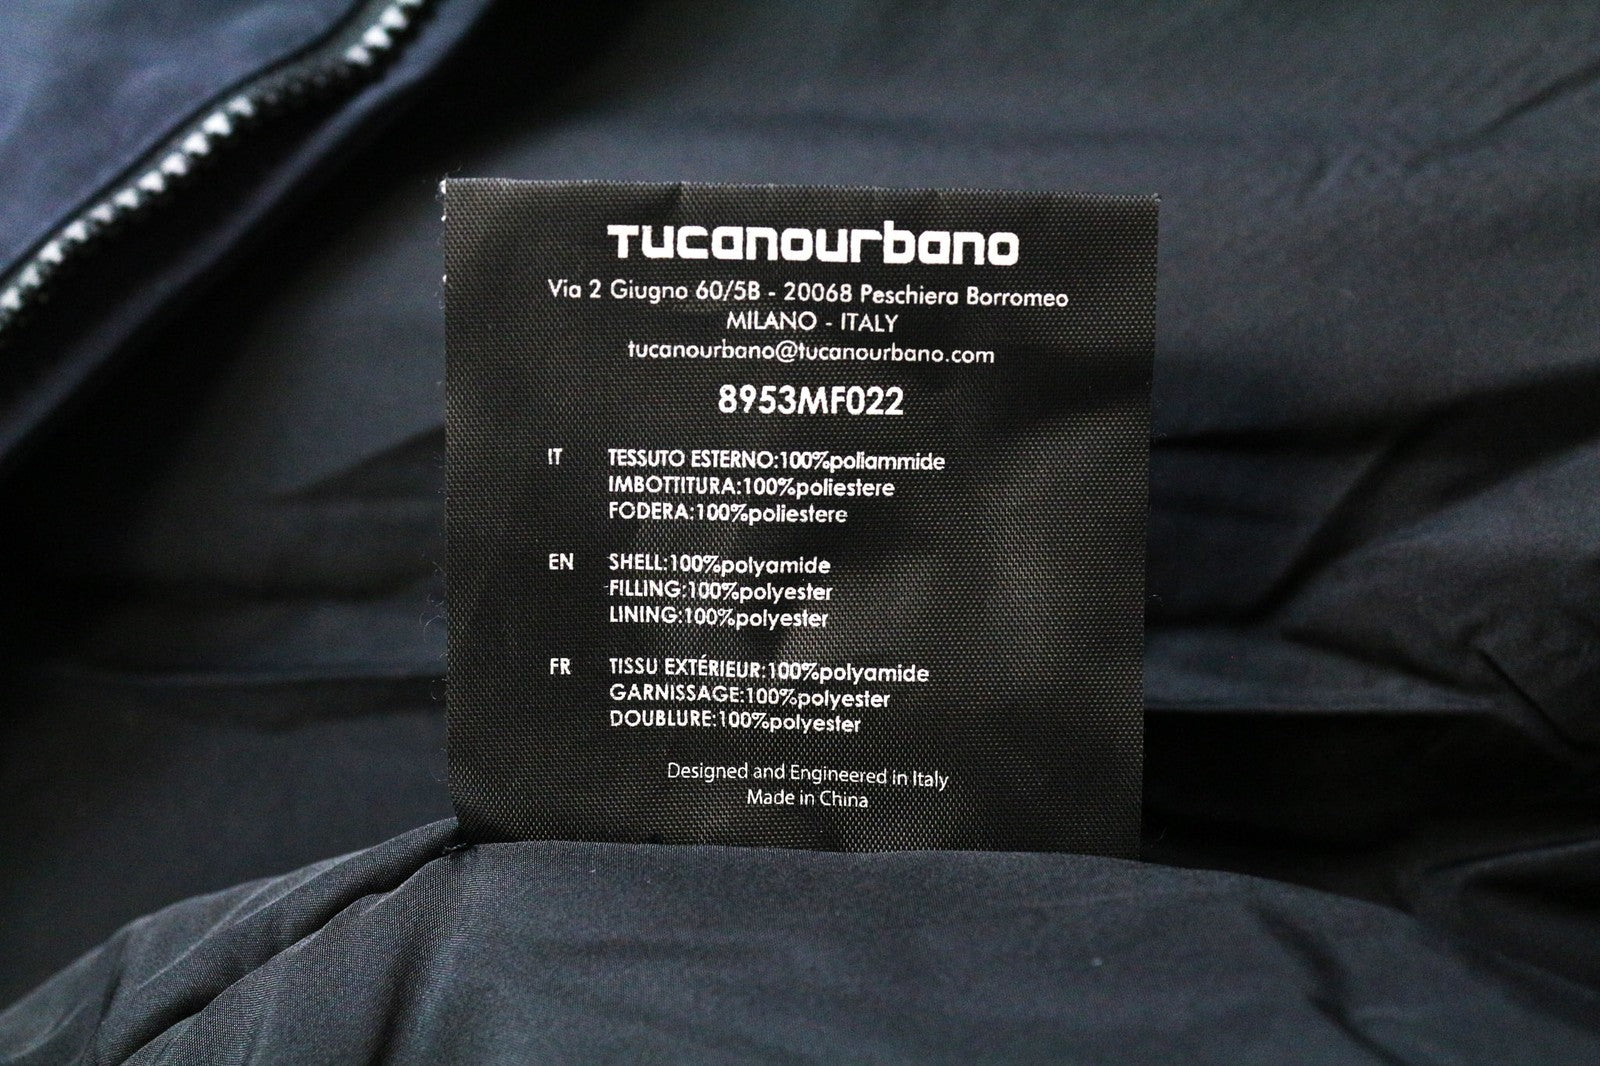 Tucanourbano
Via 2 Giugno 60/5B - 20068 Peschiera Borromeo
MILANO - ITALY
tucanourbano@tucanourbano.com
8953MF022
IT TESSUTO ESTERNO:100%poliammide
IMBOTTITURA:100%poliestere
FODERA:100%poliestere
EN SHELL:100%polyamide
FILLING:100%polyester
LINING:100%polyester
FR TISSU EXTÉRIEUR:100%polyamide
GARNISSAGE:100%polyester
DOUBLURE:100%polyester
Designed and Engineered in Italy
Made in China